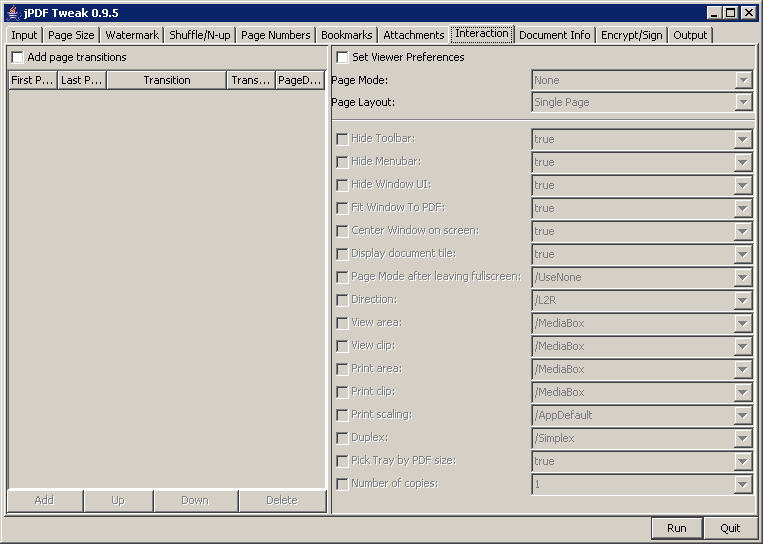 jPDF Tweak 0.9.5
Input Page Size Watermark Shuffle/N-up Page Numbers Bookmarks Attachments Interaction Document Info Encrypt/Sign Output
Add page transitions
First P... Last P... Transition Trans... PageD...
Add Up Down Delete
Set Viewer Preferences
Page Mode: None
Page Layout: Single Page
Hide Toolbar: true
Hide Menubar: true
Hide Window UI: true
Fit Window To PDF: true
Center Window on screen: true
Display document tile: true
Page Mode after leaving fullscreen: /UseNone
Direction: /L2R
View area: /MediaBox
View clip: /MediaBox
Print area: /MediaBox
Print clip: /MediaBox
Print scaling: /AppDefault
Duplex: /Simplex
Pick Tray by PDF size: true
Number of copies: 1
Run Quit